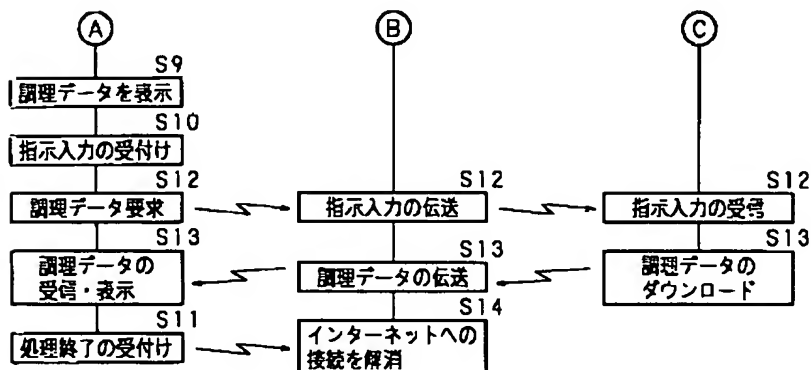 A
B
C
S9
調理データを表示
S10
指示入力の受付け
S12
調理データ要求
S12
指示入力の伝送
S12
指示入力の受信
S13
調理データの
受信・表示
S13
調理データの伝送
S13
調理データの
ダウンロード
S11
処理終了の受付け
S14
インターネットへの
接続を解消